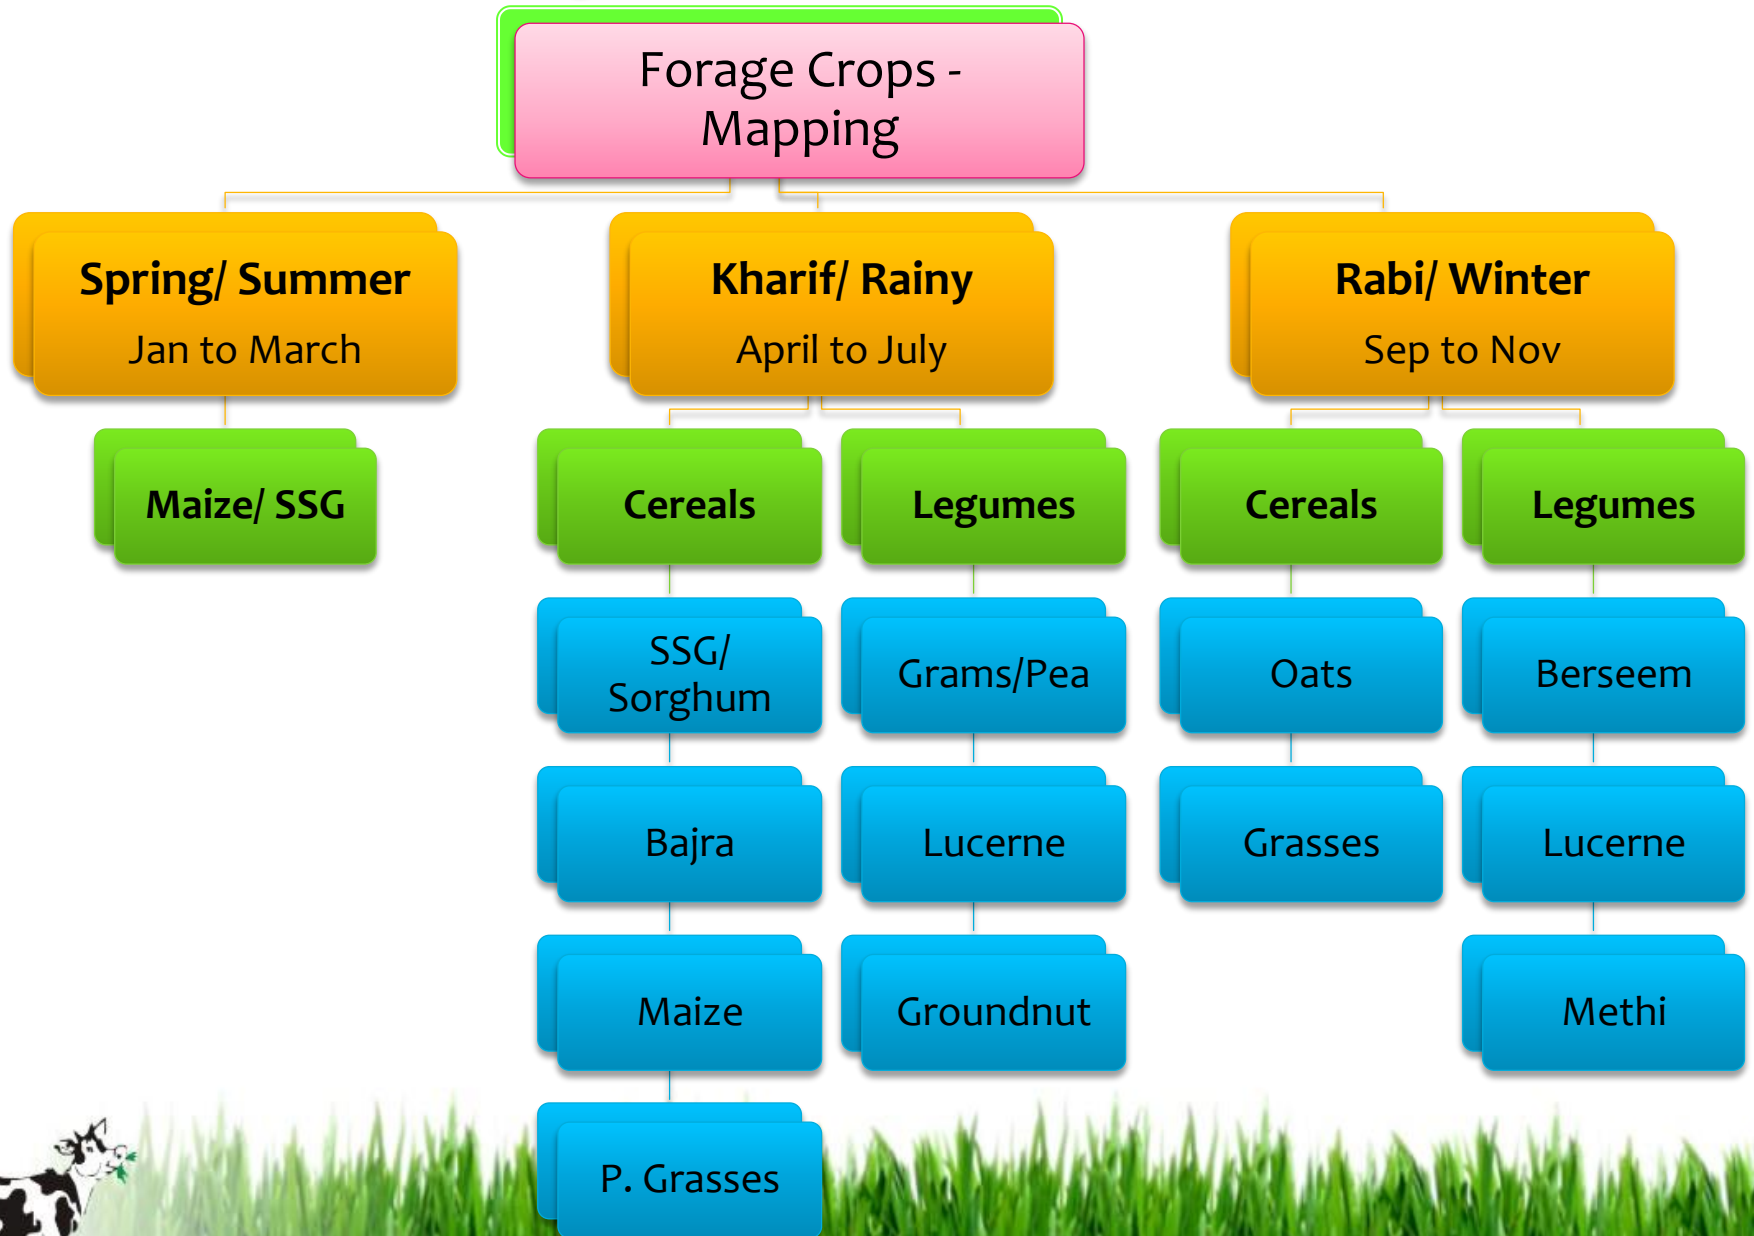 Forage Crops -
Mapping
Spring/ Summer
Jan to March
Kharif/ Rainy
April to July
Rabi/ Winter
Sep to Nov
Maize/ SSG
Cereals
Legumes
Cereals
Legumes
SSG/
Sorghum
Grams/Pea
Oats
Berseem
Bajra
Lucerne
Grasses
Lucerne
Maize
Groundnut
Methi
P. Grasses